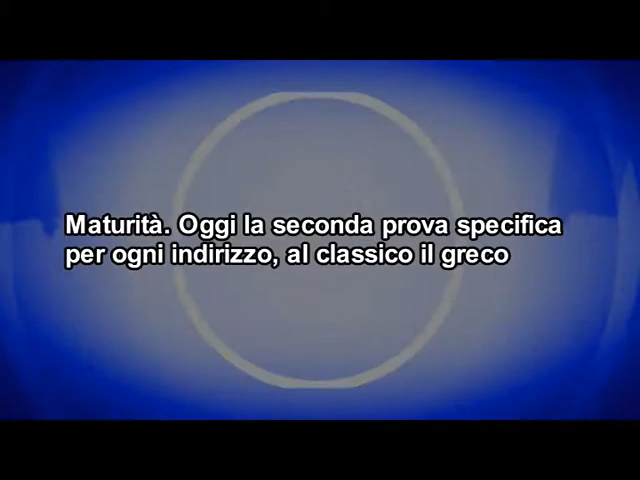 Maturità. Oggi la seconda prova specifica
per ogni indirizzo, al classico il greco